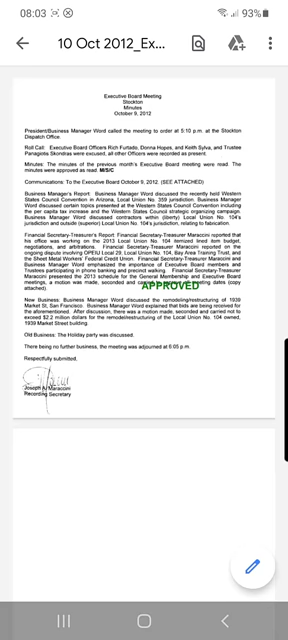 08:03
93%
10 Oct 2012_Ex...
Executive Board Meeting
Stockton
Minutes
October 9, 2012
President/Business Manager Word called the meeting to order at 5:10 p.m. at the Stockton
Dispatch Office.
Roll Call: Executive Board Officers Rich Furtado, Donna Hopes, and Keith Sylva, and Trustee
Panagiotis Skondras were excused, all other Officers were recorded as present.
Minutes: The minutes of the previous month's Executive Board meeting were read. The
minutes were approved as read. M/S/C
Communications: To the Executive Board October 9, 2012. (SEE ATTACHED)
Business Manager's Report: Business Manager Word discussed the recently held Western
States Council Convention in Arizona, Local Union No. 359 jurisdiction. Business Manager
Word discussed certain topics presented at the Western States Council Convention including
the per capita tax increase and the Western States Council strategic organizing campaign.
Business Manager Word discussed contractors within (liberty) Local Union No. 104's
jurisdiction and outside (superior) Local Union No. 104's jurisdiction, relating to fabrication.
Financial Secretary-Treasurer's Report: Financial Secretary-Treasurer Maraccini reported that
his office was working on the 2013 Local Union No. 104 itemized lined item budget,
negotiations, and arbitrations. Financial Secretary-Treasurer Maraccini reported on the
ongoing dispute involving OPEIU Local 29, Local Union No. 104, Bay Area Training Trust, and
the Sheet Metal Workers' Federal Credit Union. Financial Secretary-Treasurer Maraccini and
Business Manager Word emphasized the importance of Executive Board members and
Trustees participating in phone banking and precinct walking. Financial Secretary-Treasurer
Maraccini presented the 2013 schedule for the General Membership and Executive Board
meetings, a motion was made, seconded and meeting dates (copy
attached).
APPROVED
New Business: Business Manager Word discussed the remodeling/restructuring of 1939
Market St, San Francisco. Business Manager Word explained that bids are being received for
the aforementioned. After discussion, there was a motion made, seconded and carried not to
exceed $2.2 million dollars for the remodeling/restructuring of the Local Union No. 104 owned,
1939 Market Street building.
Old Business: The Holiday party was discussed.
There being no further business, the meeting was adjourned at 6:05 p.m.
Respectfully submitted,
Joseph A. Maraccini
Recording Secretary